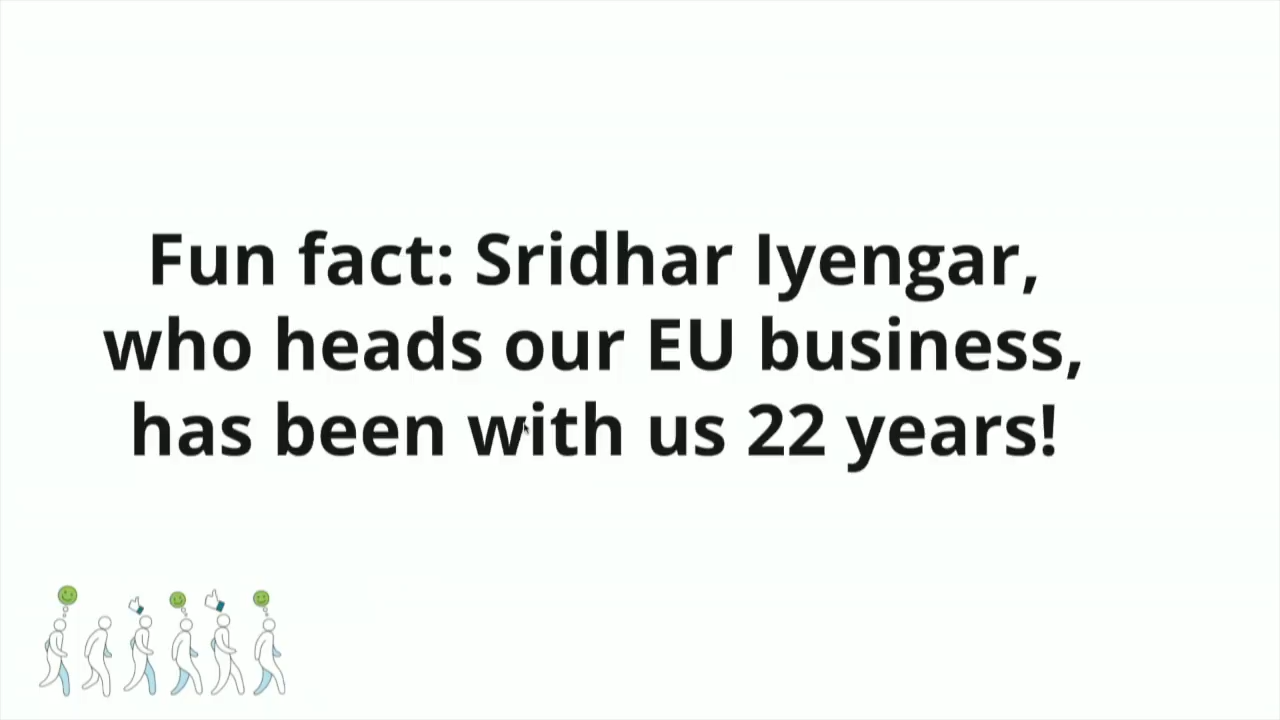 Fun fact: Sridhar Iyengar,
who heads our EU business,
has been with us 22 years!